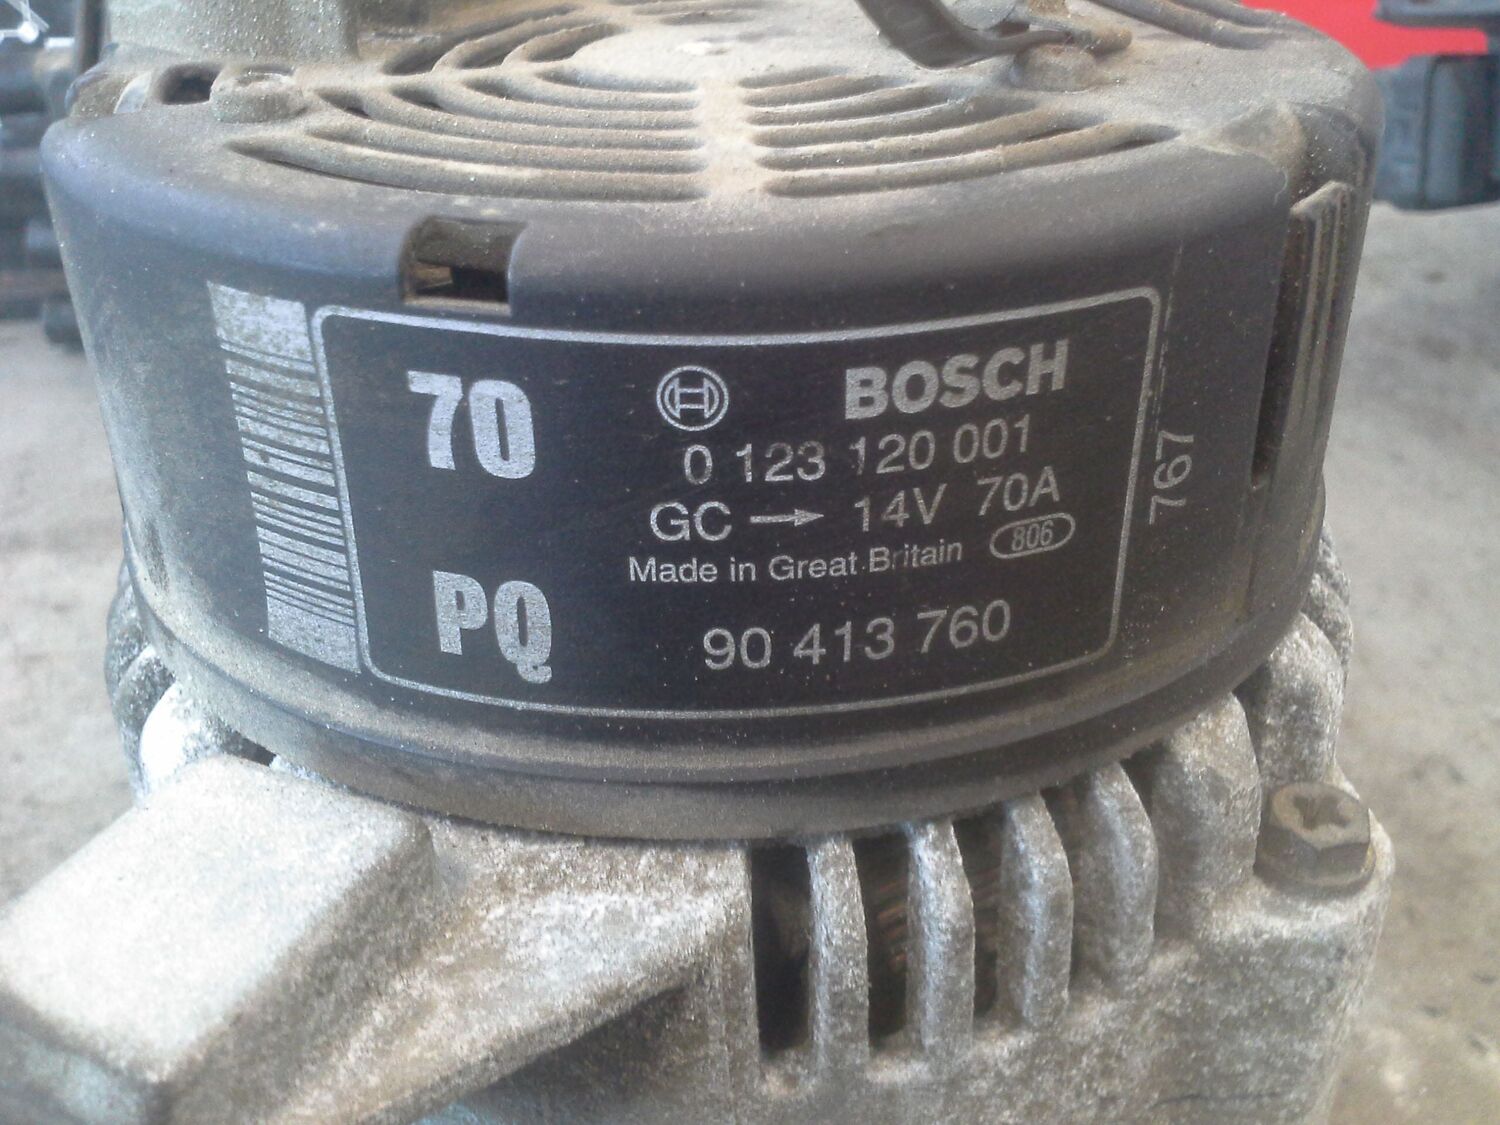 70
BOSCH
0 123 120 001
GC → 14V 70A
Made in Great Britain 806
PQ
90 413 760
767